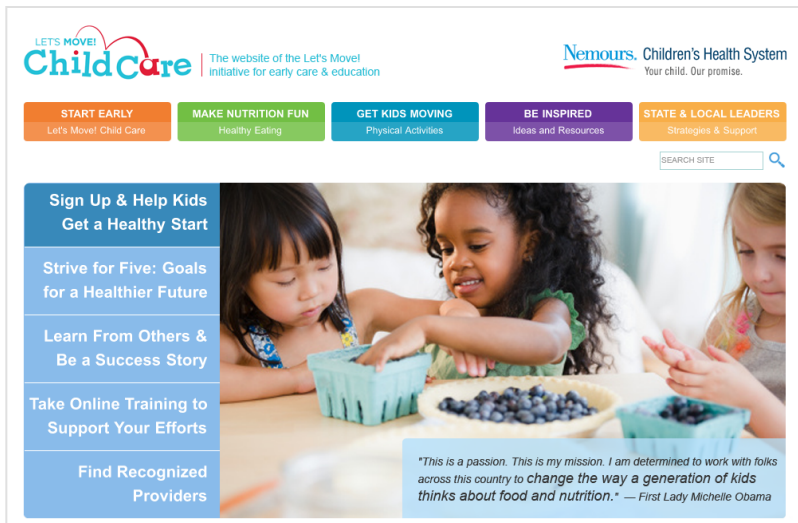 LET'S MOVE!
Child Care
The website of the Let's Move!
initiative for early care & education
Nemours. Children's Health System
Your child. Our promise.
START EARLY
Let's Move! Child Care
MAKE NUTRITION FUN
Healthy Eating
GET KIDS MOVING
Physical Activities
BE INSPIRED
Ideas and Resources
STATE & LOCAL LEADERS
Strategies & Support
SEARCH SITE
Sign Up & Help Kids
Get a Healthy Start
Strive for Five: Goals
for a Healthier Future
Learn From Others &
Be a Success Story
Take Online Training to
Support Your Efforts
Find Recognized
Providers
"This is a passion. This is my mission. I am determined to work with folks
across this country to change the way a generation of kids
thinks about food and nutrition." — First Lady Michelle Obama